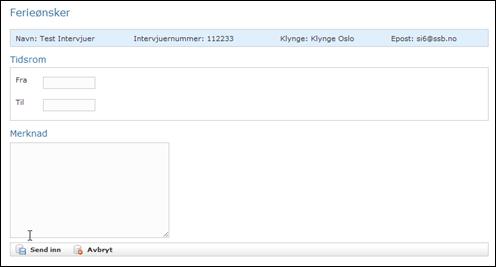 Ferieønsker
Navn: Test Intervjuer Intervjuernummer: 112233 Klynge: Klynge Oslo Epost: si6@ssb.no
Tidsrom
Fra
Til
Merknad
Send inn Avbryt